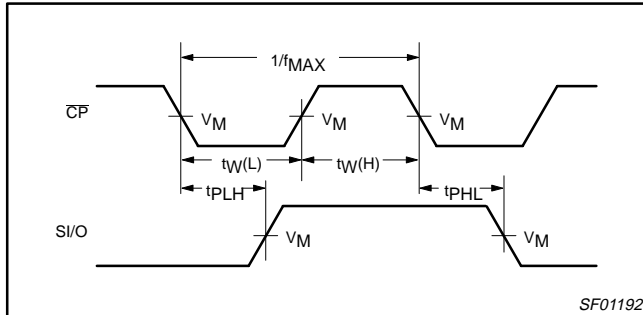 1/fMAX
CP
VM VM VM
tW(L) tW(H)
tPLH tPHL
SI/O
VM VM
SF01192